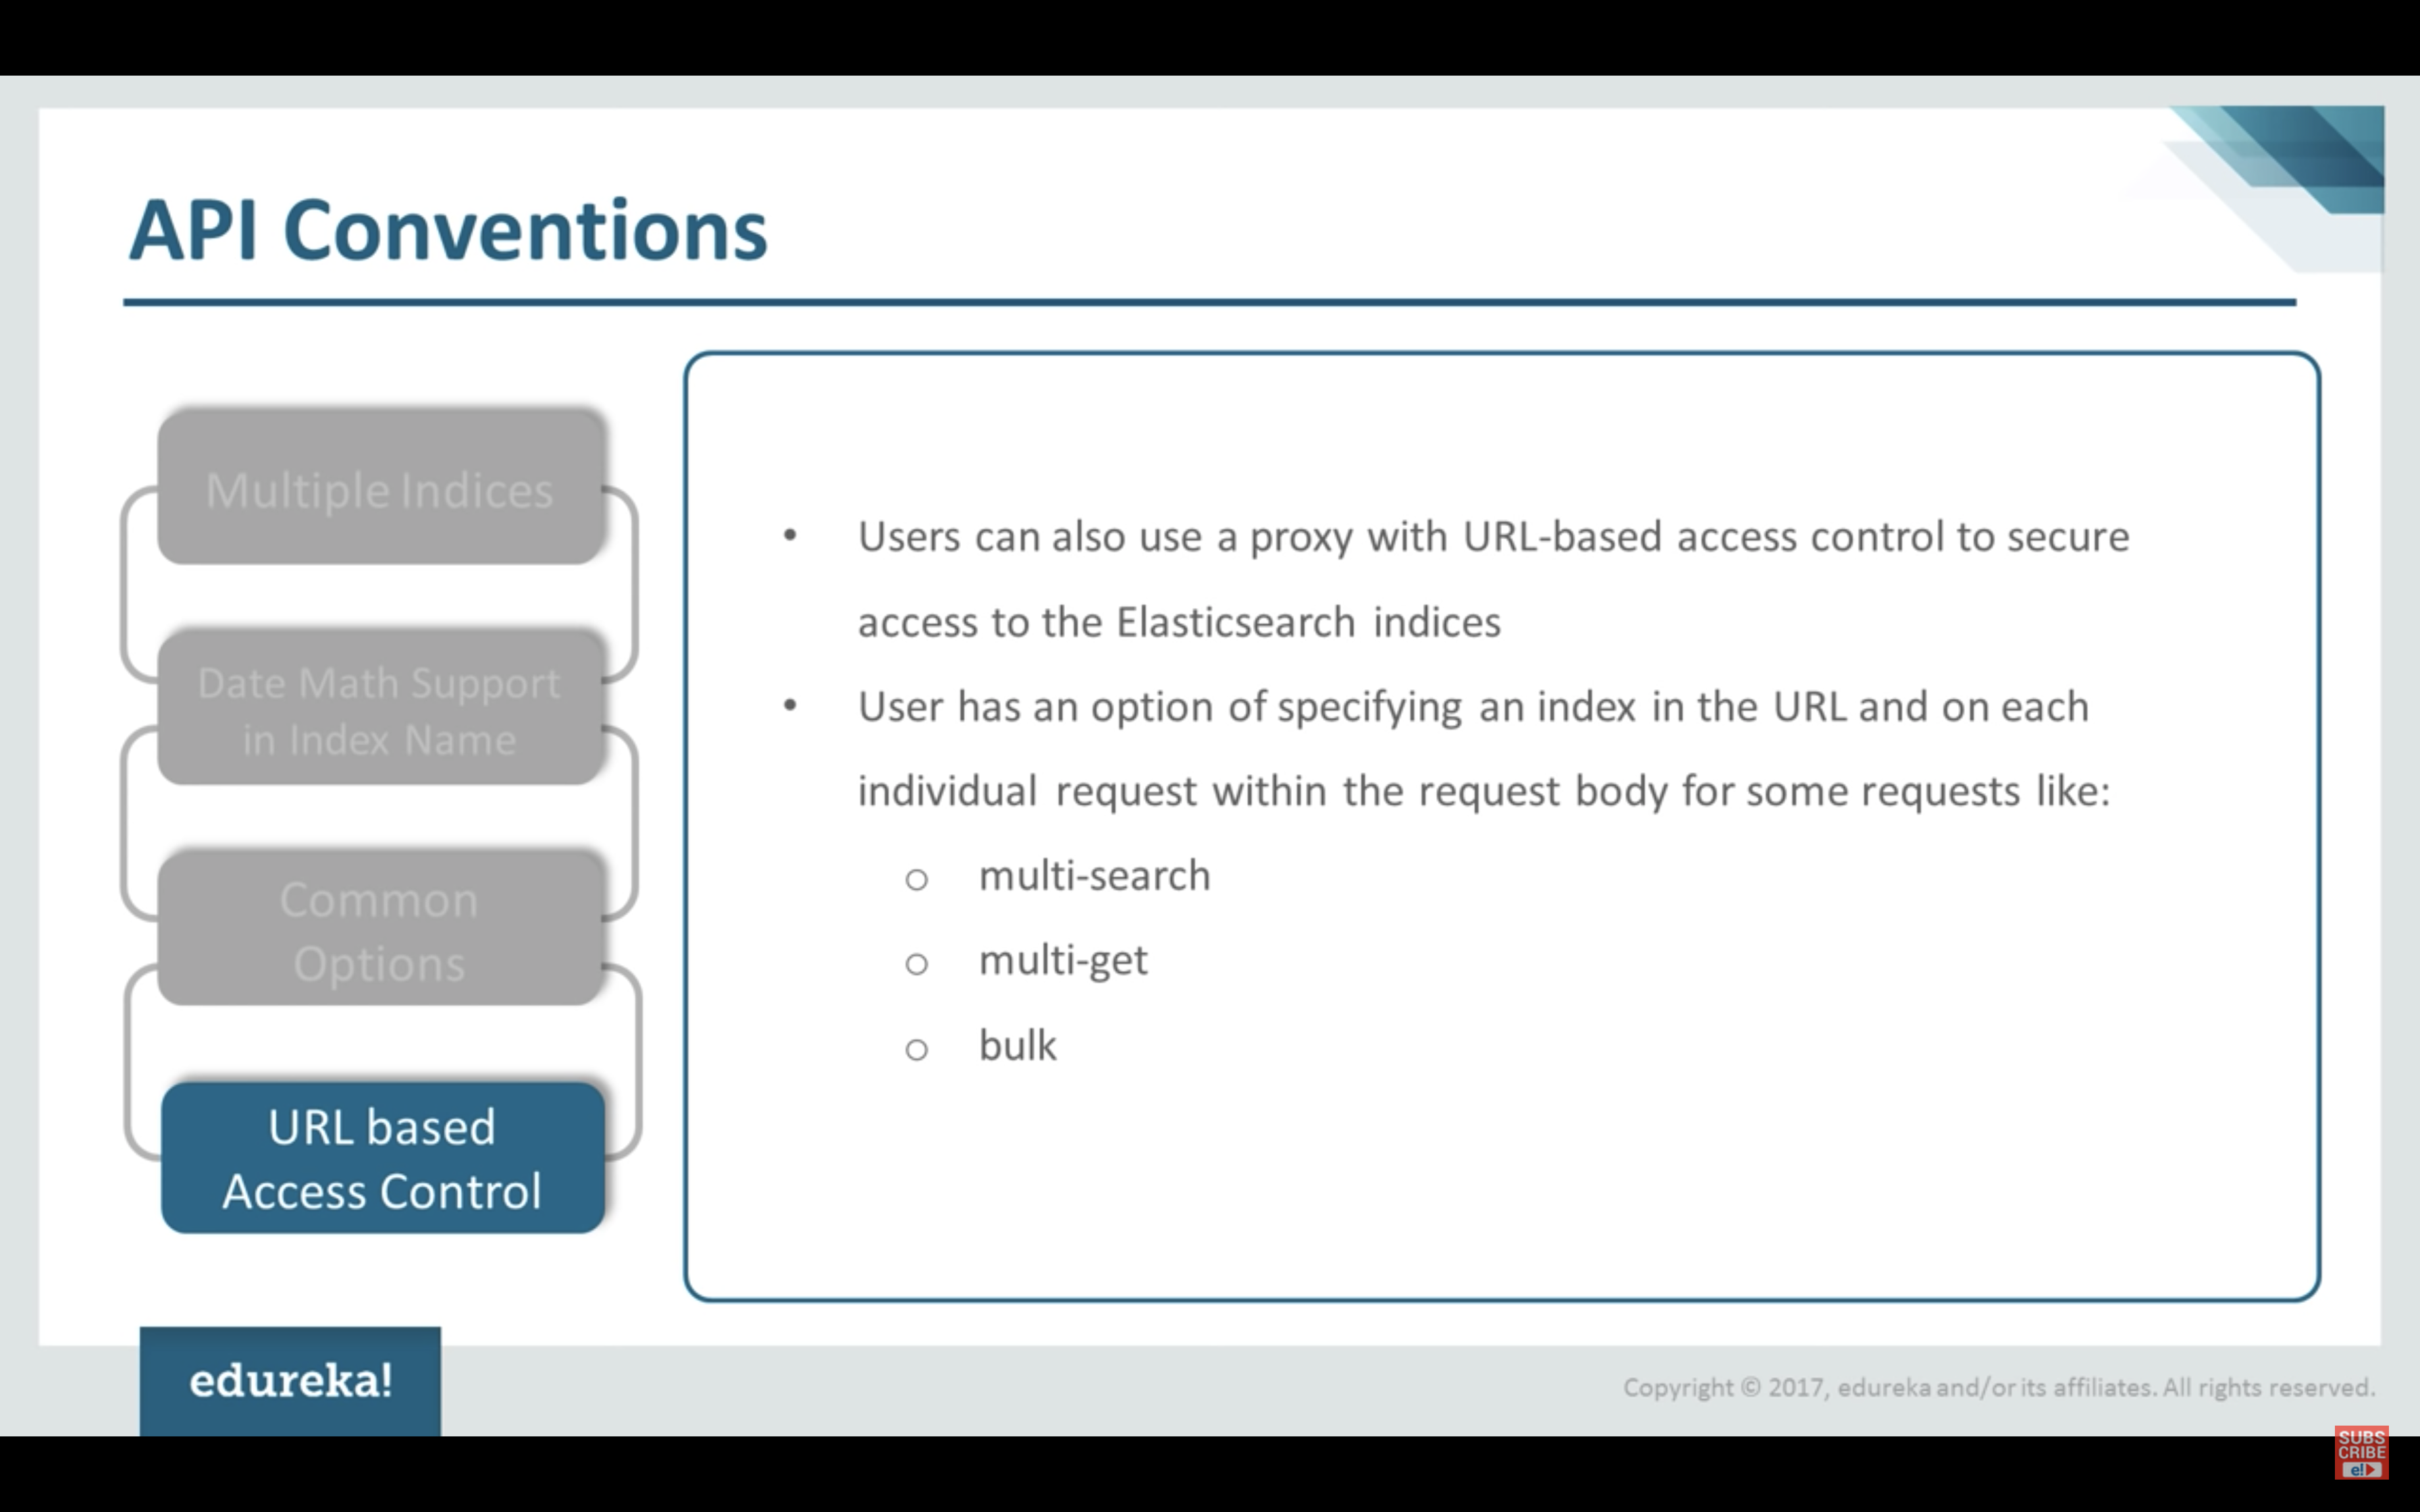 API Conventions
Multiple Indices
Date Math Support
in Index Name
Common
Options
URL based
Access Control
• Users can also use a proxy with URL-based access control to secure
access to the Elasticsearch indices
• User has an option of specifying an index in the URL and on each
individual request within the request body for some requests like:
o multi-search
o multi-get
o bulk
edureka!
Copyright © 2017, edureka and/or its affiliates. All rights reserved.
SUBS
CRIBE
e!